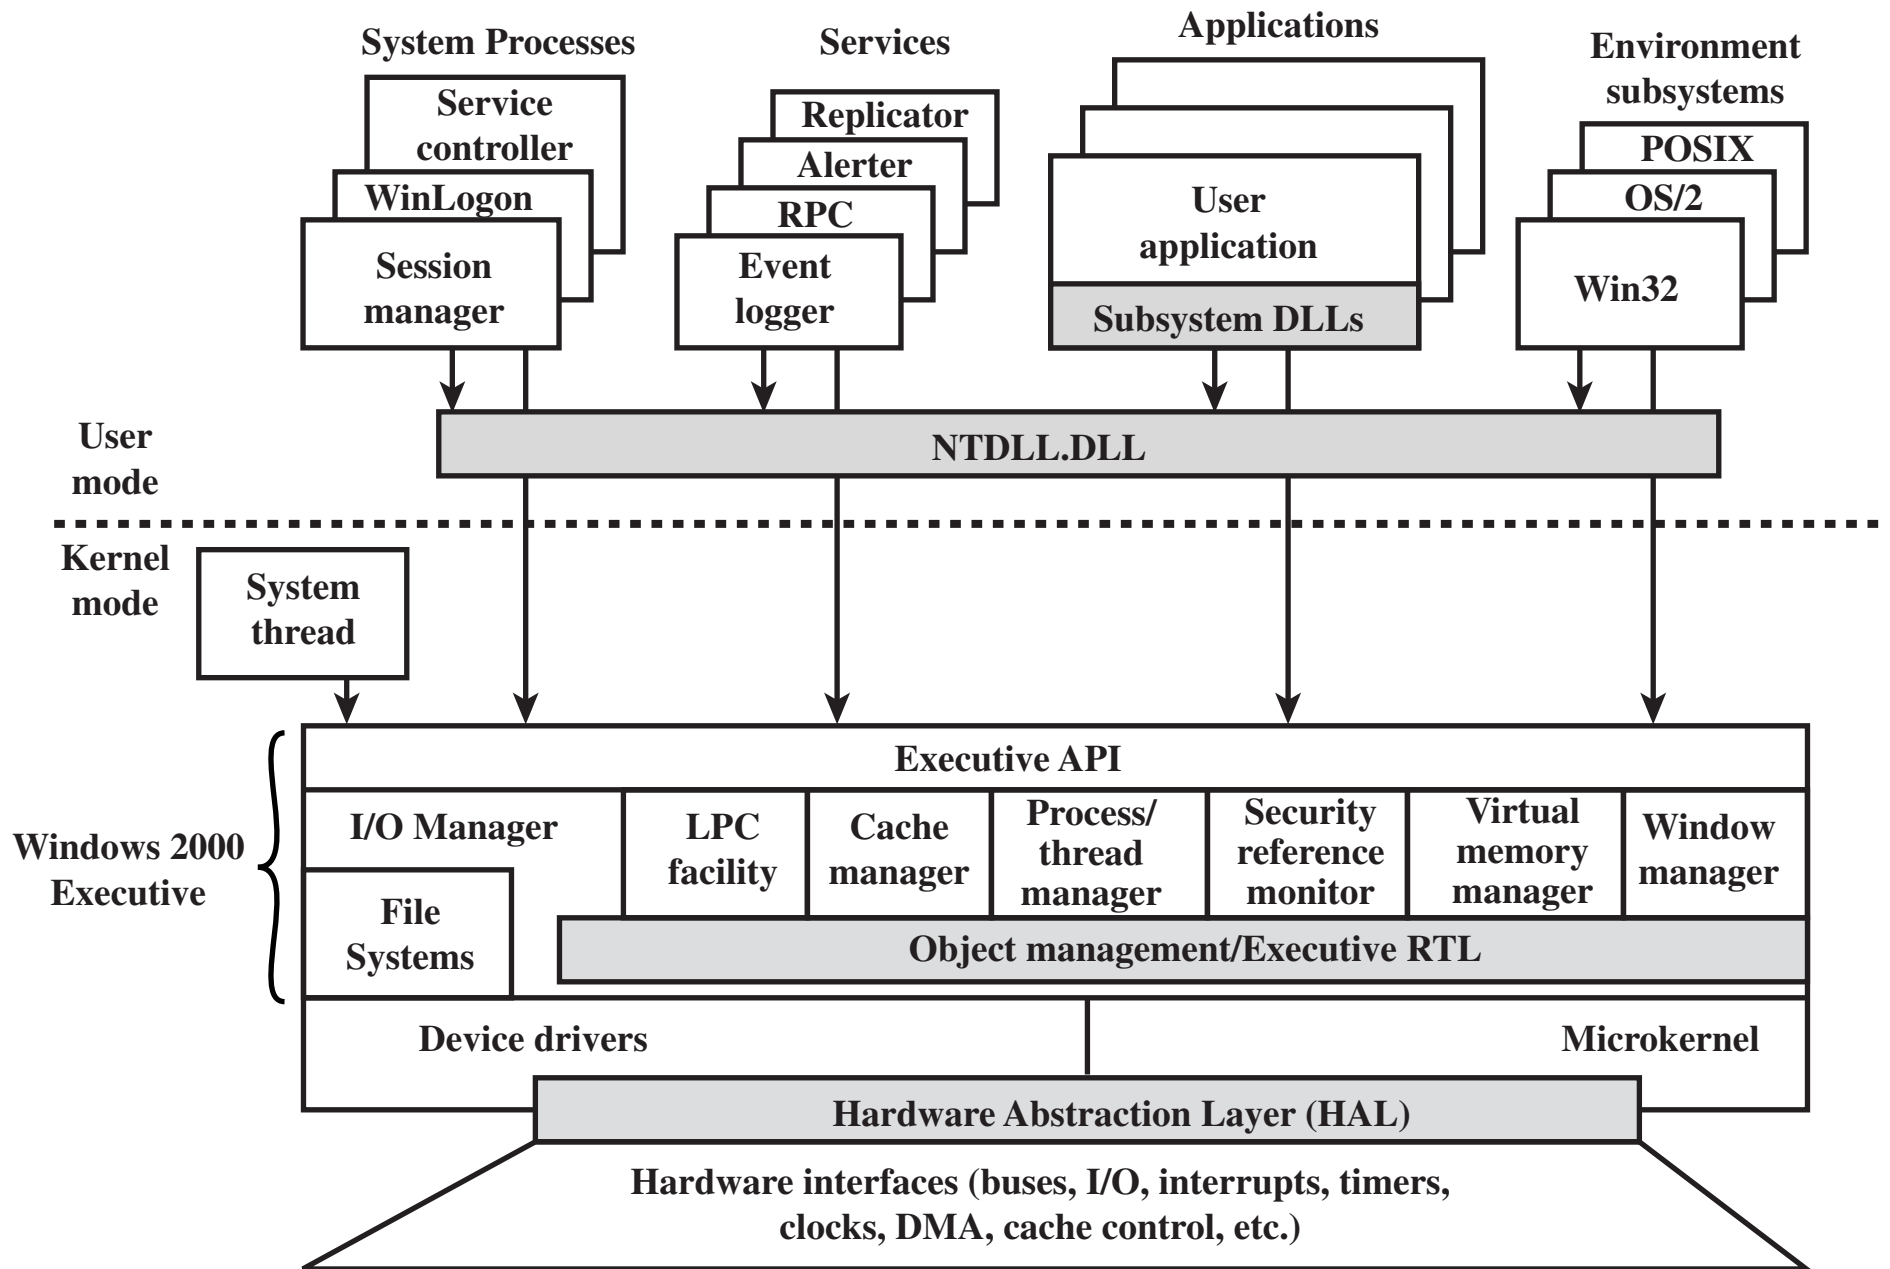 System Processes
Services
Applications
Environment
subsystems
Service
controller
WinLogon
Session
manager
Replicator
Alerter
RPC
Event
logger
User
application
Subsystem DLLs
POSIX
OS/2
Win32
NTDLL.DLL
User
mode
Kernel
mode
System
thread
Windows 2000
Executive
Executive API
I/O Manager
File
Systems
LPC
facility
Cache
manager
Process/
thread
manager
Security
reference
monitor
Virtual
memory
manager
Window
manager
Object management/Executive RTL
Device drivers
Microkernel
Hardware Abstraction Layer (HAL)
Hardware interfaces (buses, I/O, interrupts, timers,
clocks, DMA, cache control, etc.)